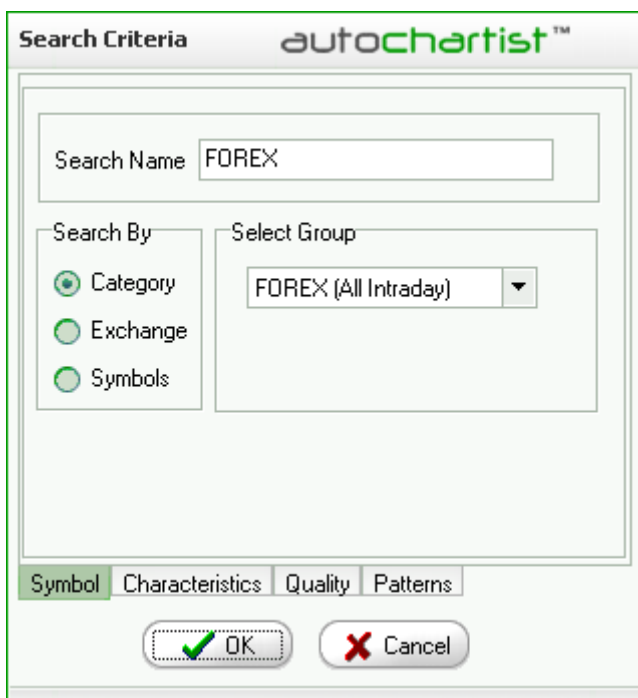 Search Criteria autochartist™
Search Name FOREX
Search By
Select Group
Category
FOREX (All Intraday)
Exchange
Symbols
Symbol Characteristics Quality Patterns
OK Cancel